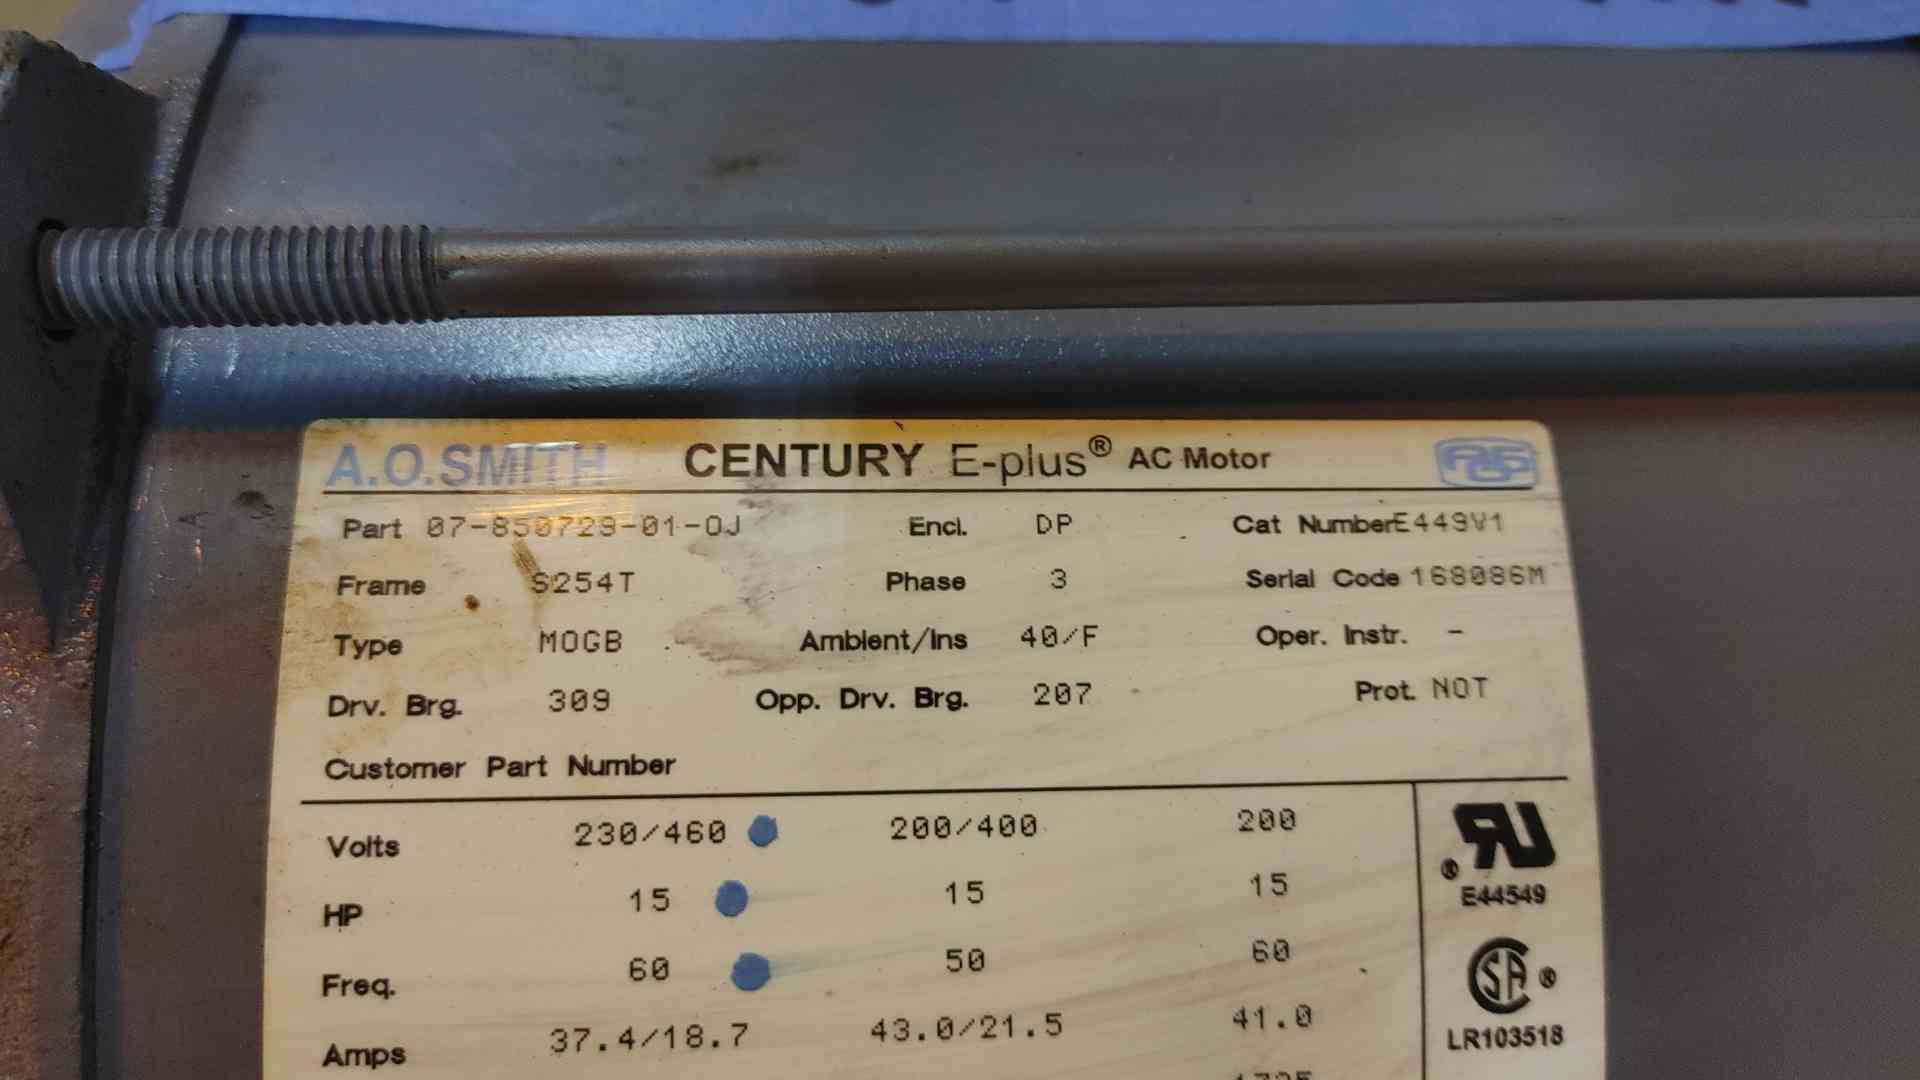 A.O.SMITH CENTURY E-plus® AC Motor
Part 07-850729-01-OJ Encl. DP Cat Number E449V1
Frame S254T Phase 3 Serial Code 168086M
Type MOGB Ambient/Ins 40/F Oper. Instr. -
Drv. Brg. 309 Opp. Drv. Brg. 207 Prot. NOT
Customer Part Number
Volts 230/460 200/400 200
HP 15 15 15
Freq. 60 50 60
Amps 37.4/18.7 43.0/21.5 41.0
E44549
LR103518